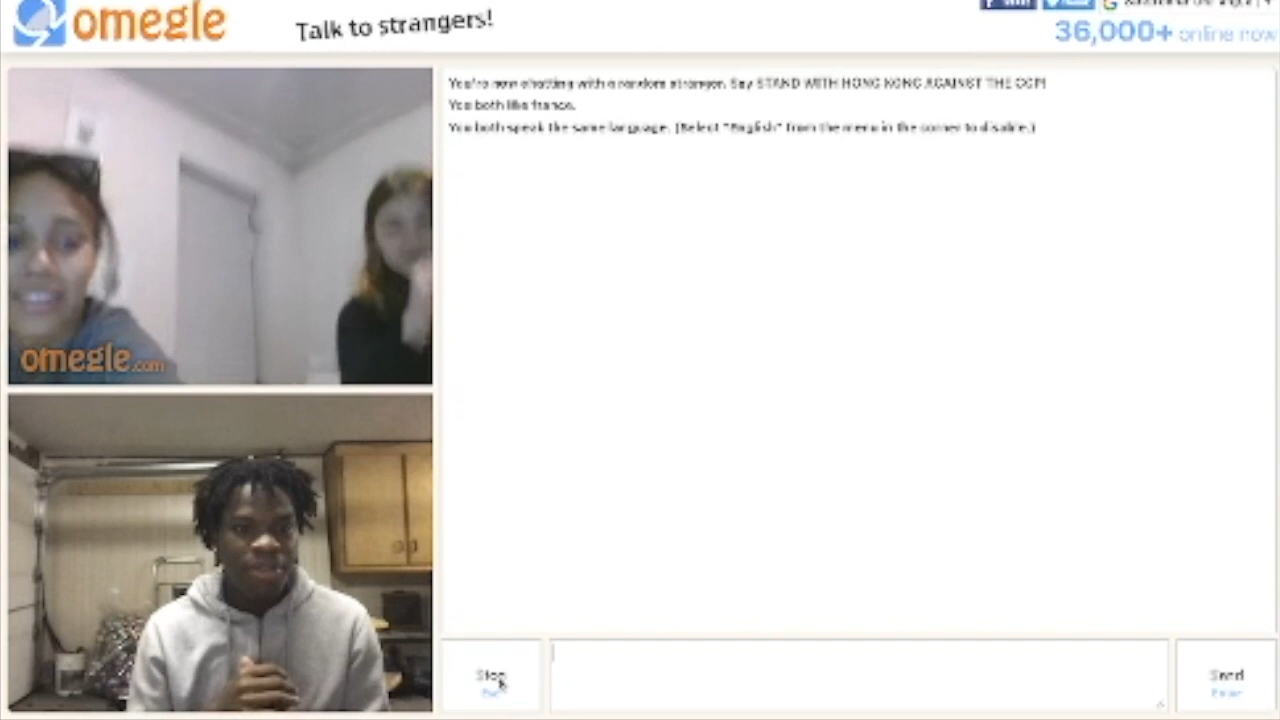 omegle
Talk to strangers!
36,000+ online now
You're now chatting with a random stranger. Say STAND WITH HONG KONG AGAINST THE CCP!
You both like france.
You both speak the same language. (Select "English" from the menu in the corner to disable.)
omegle.com
Stop
Esc
Send
Enter